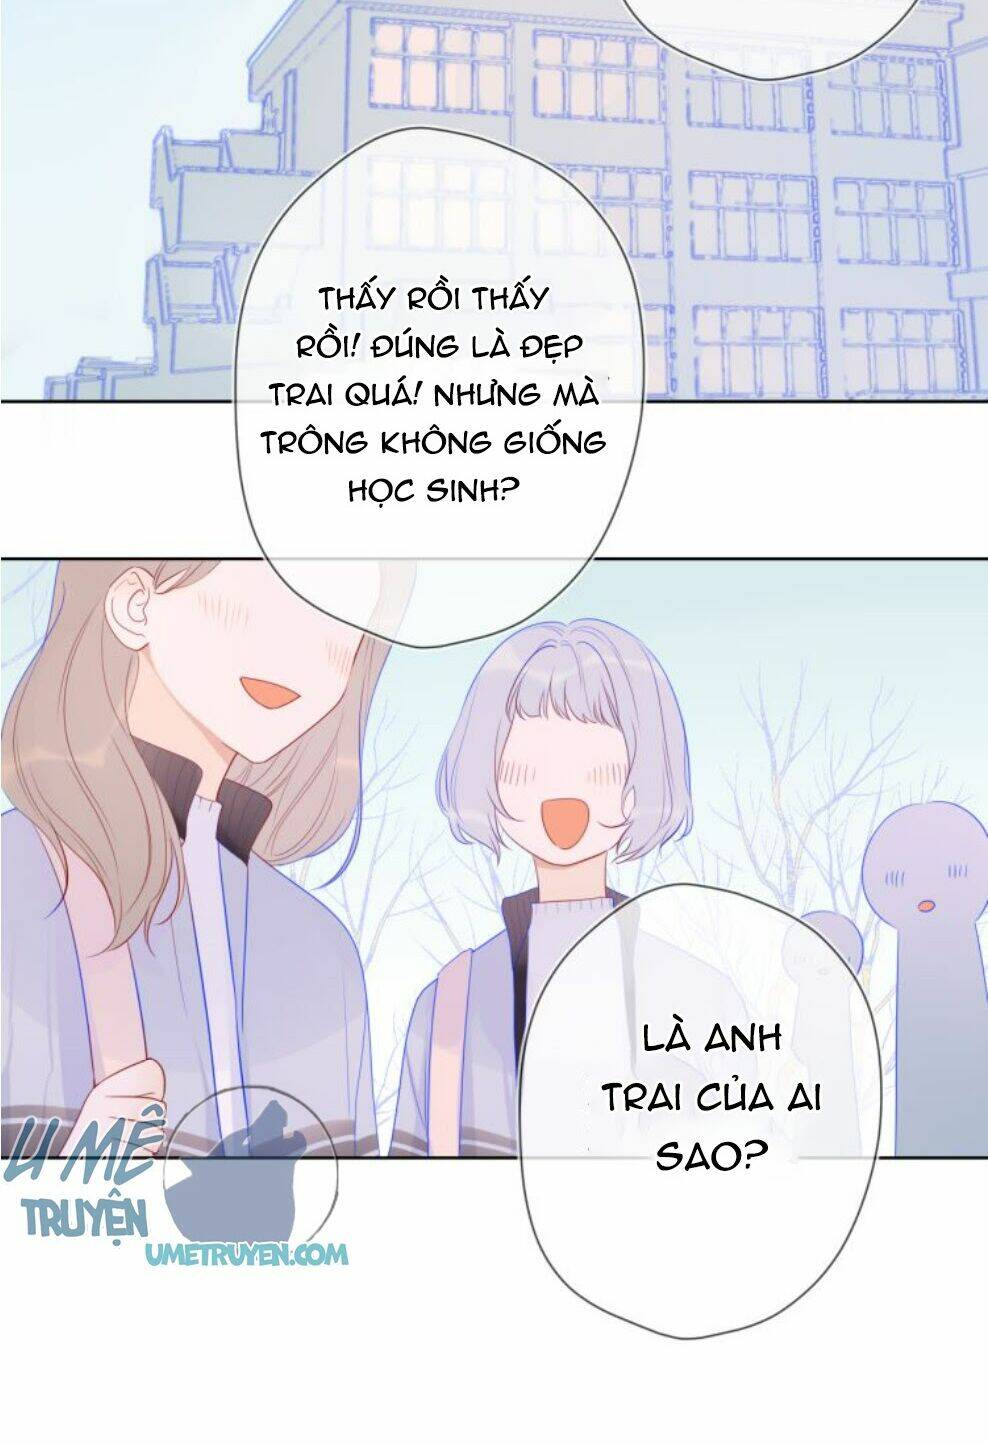 THẤY RỒI THẤY
RỒI! ĐÚNG LÀ ĐẸP
TRAI QUÁ! NHƯNG MÀ
TRÔNG KHÔNG GIỐNG
HỌC SINH?
LÀ ANH
TRAI CỦA AI
SAO?
U MÊ
TRUYỆN
UMETRUYEN.COM